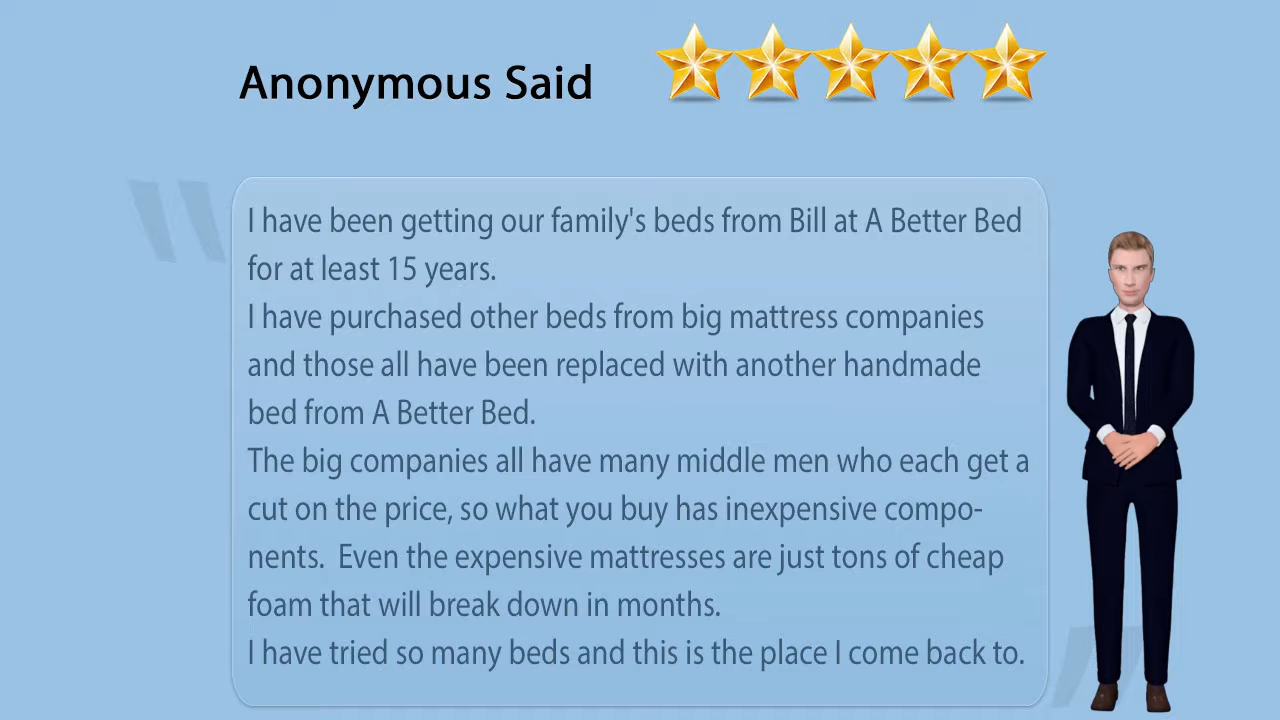 Anonymous Said
I have been getting our family's beds from Bill at A Better Bed
for at least 15 years.
I have purchased other beds from big mattress companies
and those all have been replaced with another handmade
bed from A Better Bed.
The big companies all have many middle men who each get a
cut on the price, so what you buy has inexpensive compo-
nents.  Even the expensive mattresses are just tons of cheap
foam that will break down in months.
I have tried so many beds and this is the place I come back to.